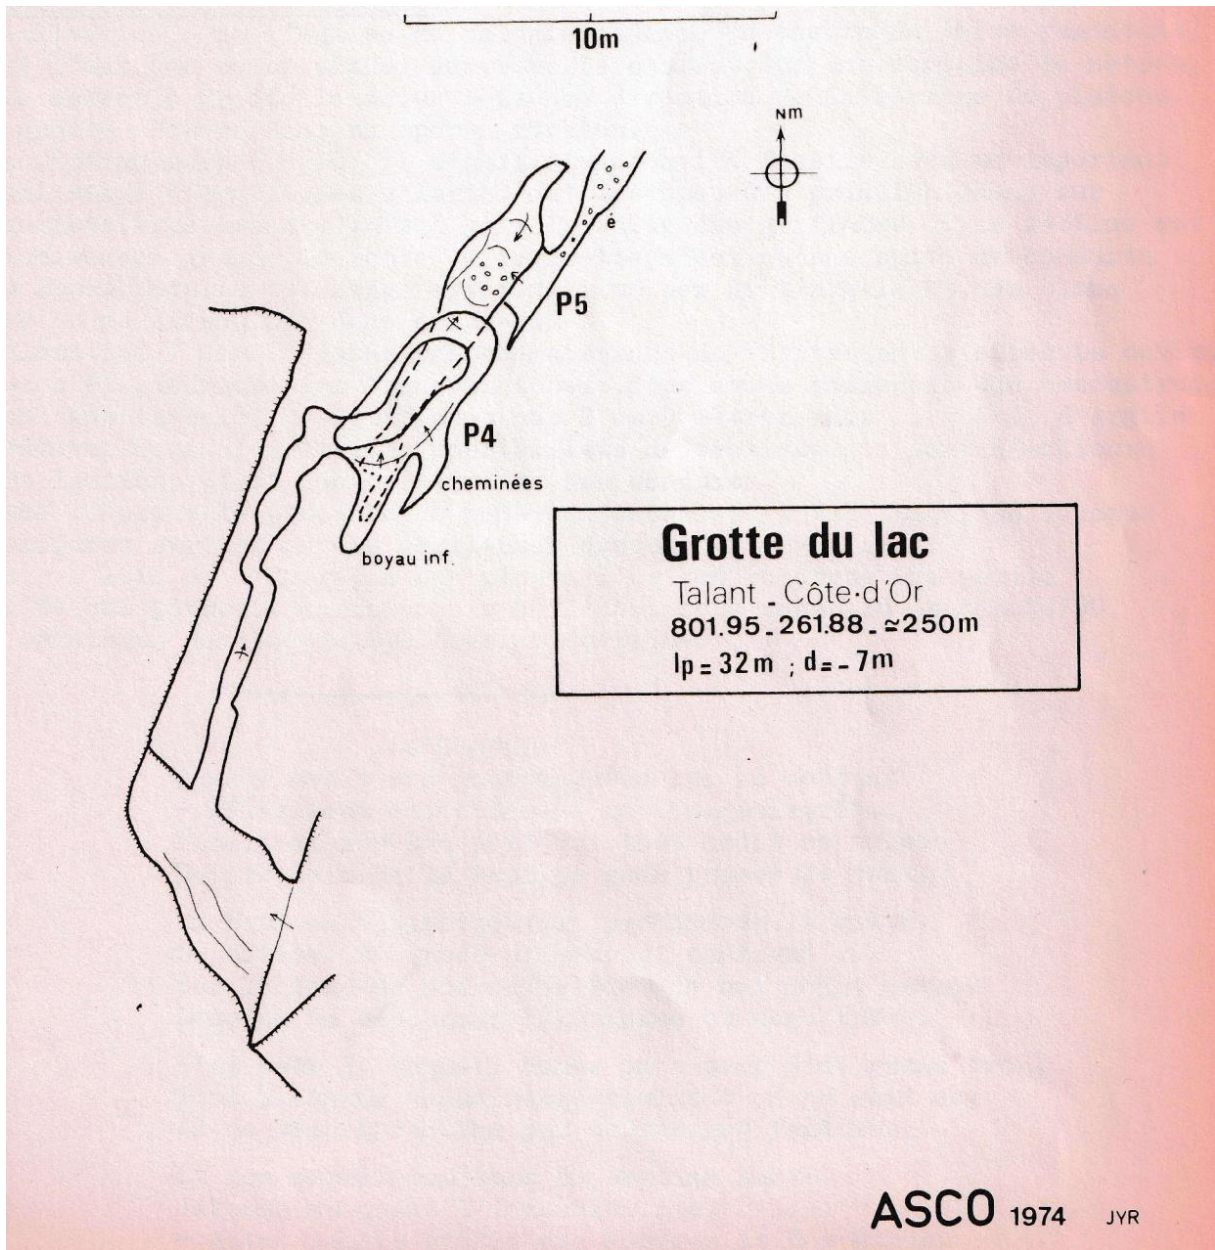 10m
Nm
é
P5
P4
cheminées
boyau inf.
Grotte du lac
Talant - Côte·d'Or
801.95 - 261.88 - ≃250m
lp = 32m ; d = - 7m
ASCO 1974 JYR